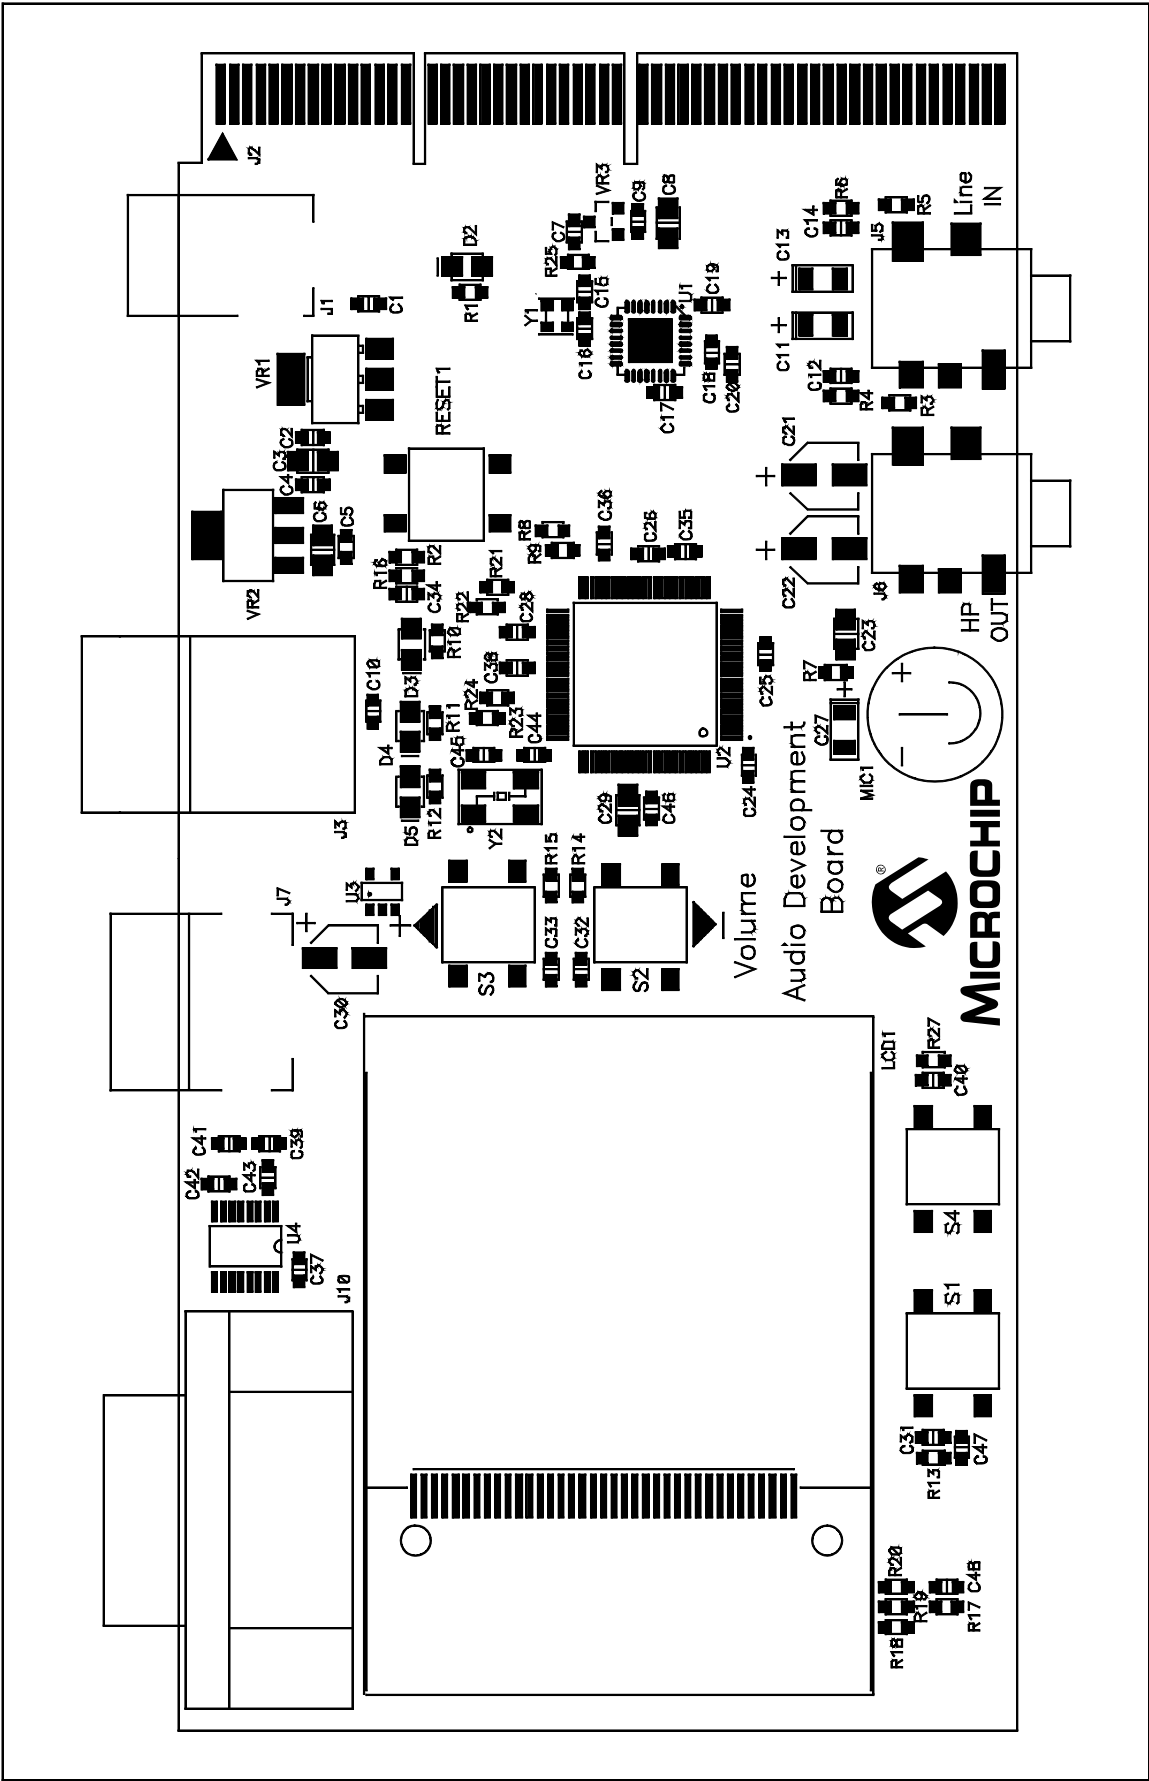 J2
Line
IN
R6
C14
R5
J5
C13
VR3
C9
C8
C7
R25
D2
R1
J1
C1
Y1
C15
C16
U1
C19
C18
C20
C17
C11
C12
R4
R3
VR1
RESET1
C2
C3
C4
C6
C5
VR2
C21
C22
J6
HP
OUT
R8
R9
C36
C26
C35
R16
R2
C34
R21
R22
C28
R10
D3
C38
R24
R23
C10
R11
D4
C45
C44
D5
R12
Y2
U2
C25
C24
C23
R7
C27
MIC1
C29
C46
J3
J7
U3
R15
R14
C33
C32
S3
S2
C30
Volume
Audio Development
Board
®
MICROCHIP
LCD1
R27
C40
S4
S1
C41
C39
C42
C43
U4
C37
J10
C31
R13
C47
R20
R19
R18
C48
R17